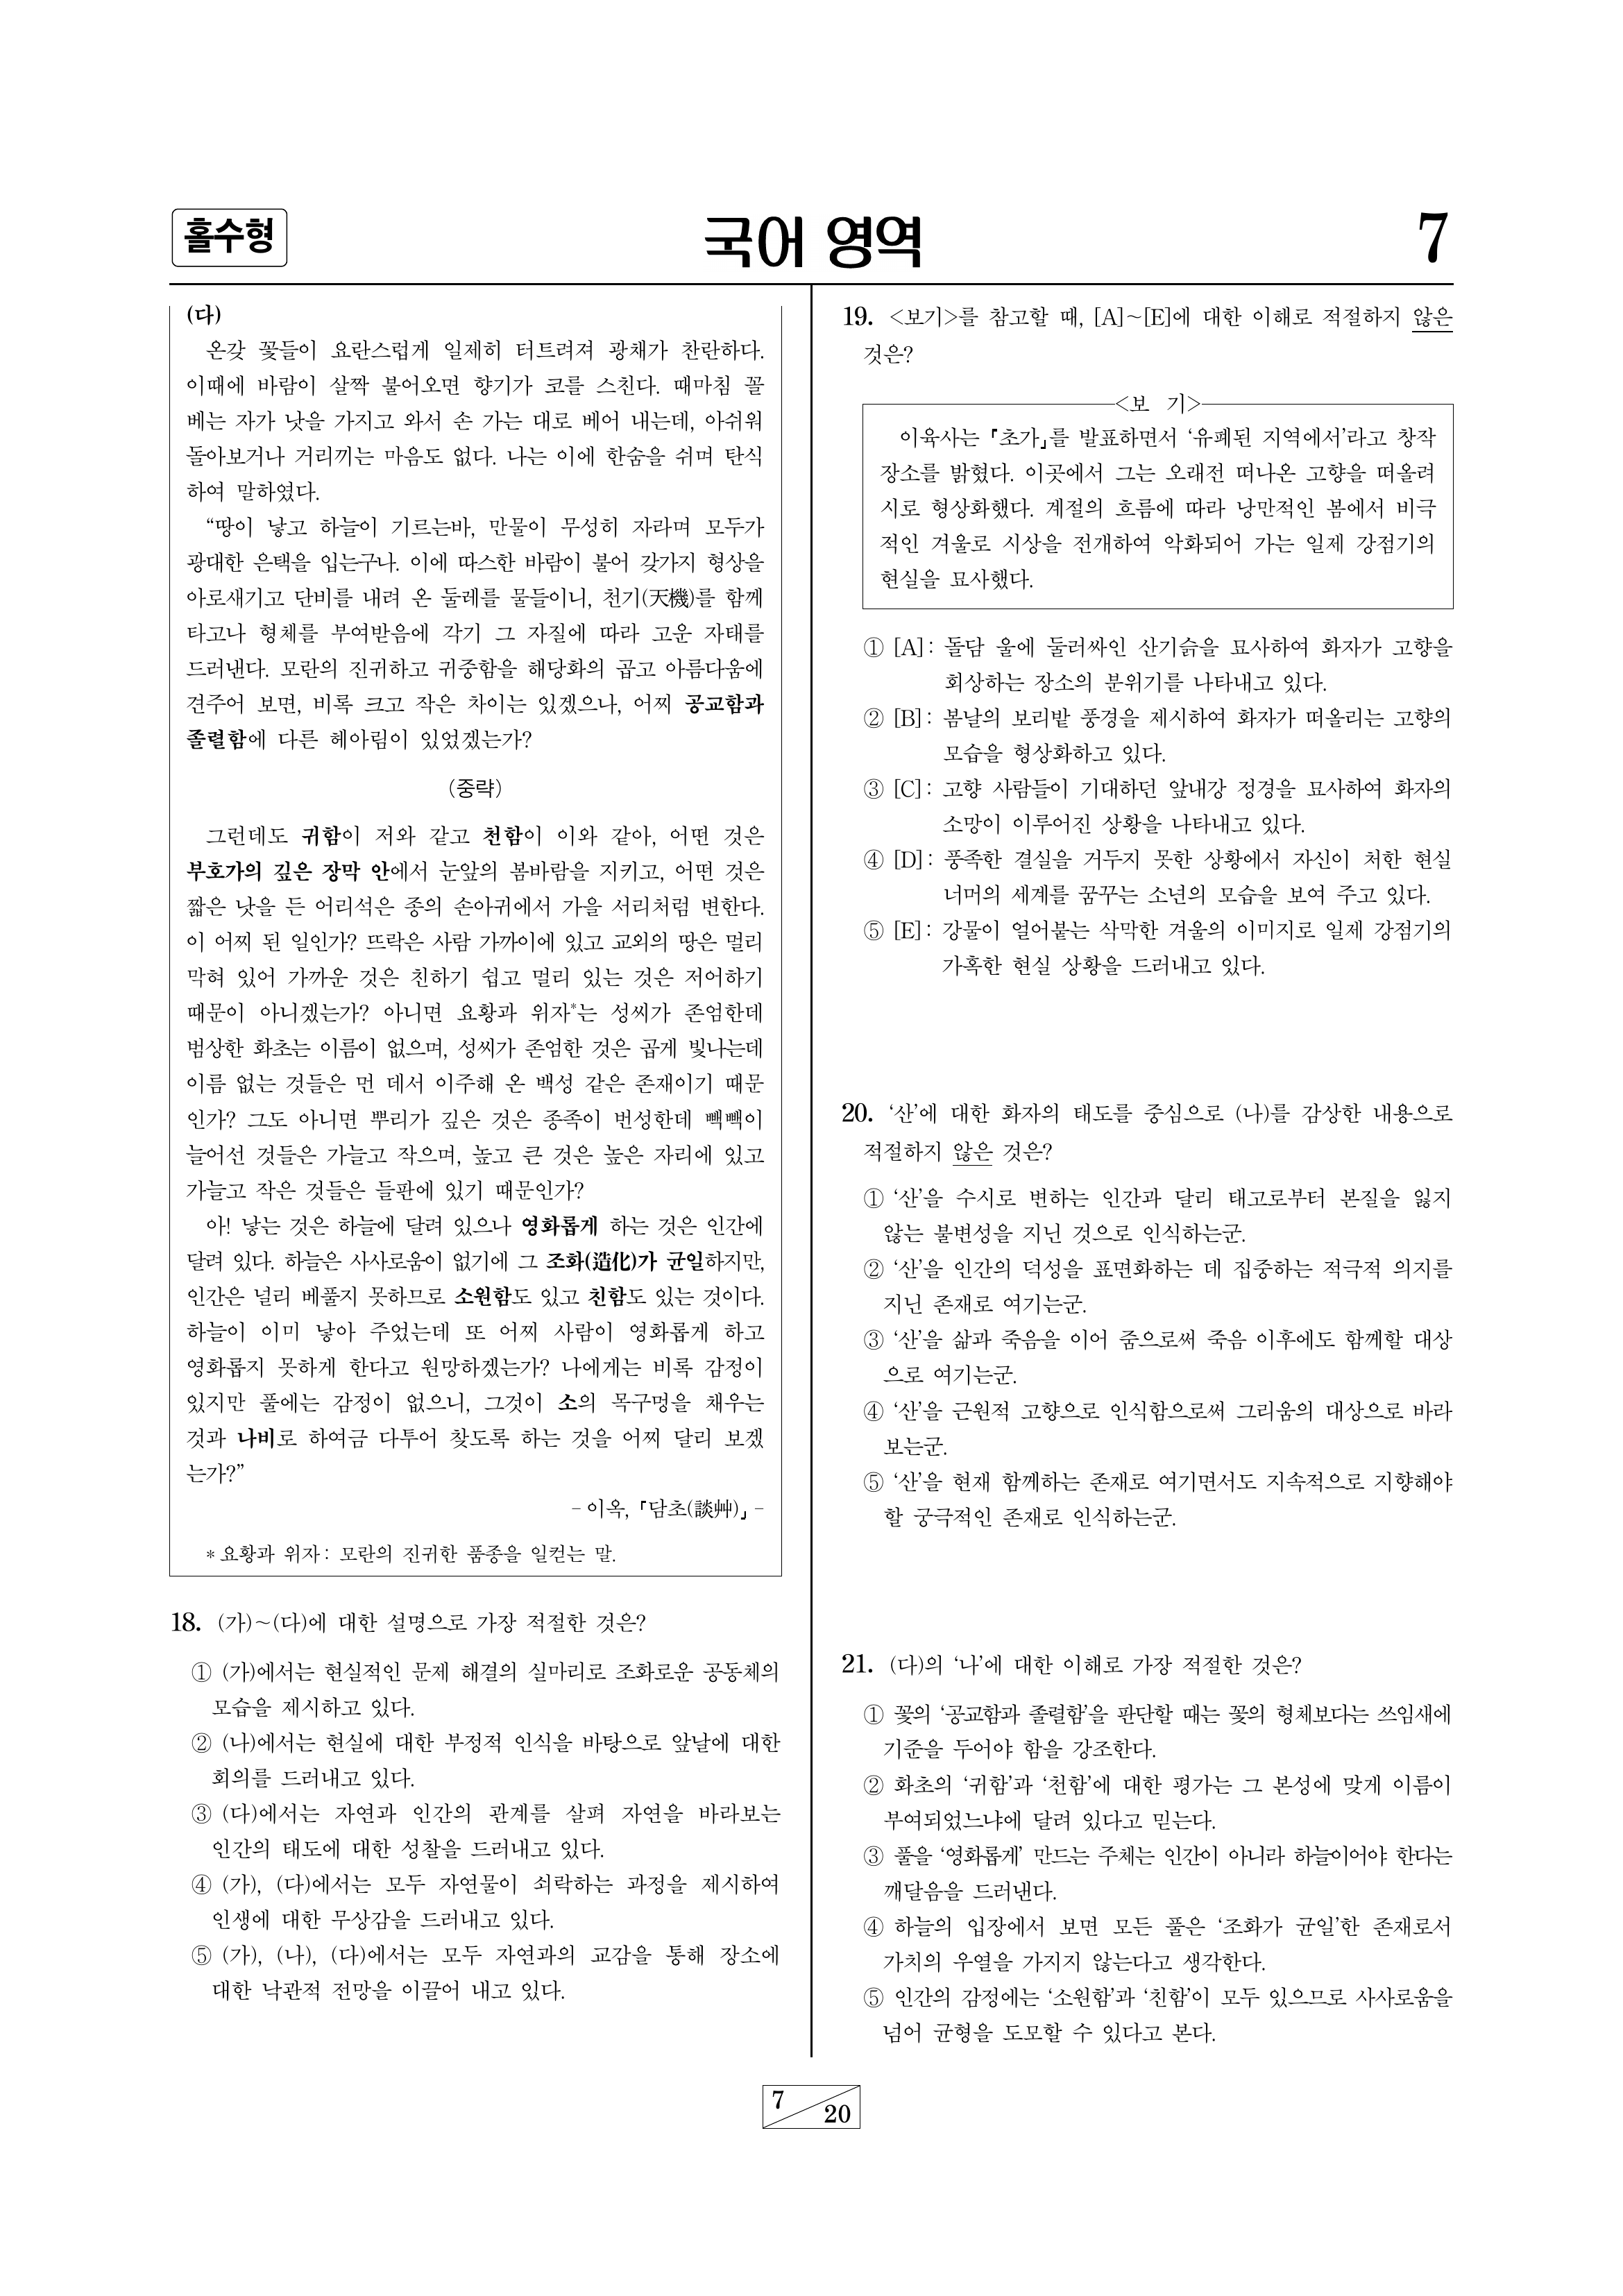 홀수형
국어 영역
7
(다)
온갖 꽃들이 요란스럽게 일제히 터트려져 광채가 찬란하다.
이때에 바람이 살짝 불어오면 향기가 코를 스친다. 때마침 꼴
베는 자가 낫을 가지고 와서 손 가는 대로 베어 내는데, 아쉬워
돌아보거나 거리끼는 마음도 없다. 나는 이에 한숨을 쉬며 탄식
하여 말하였다.
“땅이 낳고 하늘이 기르는바, 만물이 무성히 자라며 모두가
광대한 은택을 입는구나. 이에 따스한 바람이 불어 갖가지 형상을
아로새기고 단비를 내려 온 둘레를 물들이니, 천기(天機)를 함께
타고나 형체를 부여받음에 각기 그 자질에 따라 고운 자태를
드러낸다. 모란의 진귀하고 귀중함을 해당화의 곱고 아름다움에
견주어 보면, 비록 크고 작은 차이는 있겠으나, 어찌 공교함과
졸렬함에 다른 헤아림이 있었겠는가?
(중략)
그런데도 귀함이 저와 같고 천함이 이와 같아, 어떤 것은
부호가의 깊은 장막 안에서 눈앞의 봄바람을 지키고, 어떤 것은
짧은 낫을 든 어리석은 종의 손아귀에서 가을 서리처럼 변한다.
이 어찌 된 일인가? 뜨락은 사람 가까이에 있고 교외의 땅은 멀리
막혀 있어 가까운 것은 친하기 쉽고 멀리 있는 것은 저어하기
때문이 아니겠는가? 아니면 요황과 위자*는 성씨가 존엄한데
범상한 화초는 이름이 없으며, 성씨가 존엄한 것은 곱게 빛나는데
이름 없는 것들은 먼 데서 이주해 온 백성 같은 존재이기 때문
인가? 그도 아니면 뿌리가 깊은 것은 종족이 번성한데 빽빽이
늘어선 것들은 가늘고 작으며, 높고 큰 것은 높은 자리에 있고
가늘고 작은 것들은 들판에 있기 때문인가?
아! 낳는 것은 하늘에 달려 있으나 영화롭게 하는 것은 인간에
달려 있다. 하늘은 사사로움이 없기에 그 조화(造化)가 균일하지만,
인간은 널리 베풀지 못하므로 소원함도 있고 친함도 있는 것이다.
하늘이 이미 낳아 주었는데 또 어찌 사람이 영화롭게 하고
영화롭지 못하게 한다고 원망하겠는가? 나에게는 비록 감정이
있지만 풀에는 감정이 없으니, 그것이 소의 목구멍을 채우는
것과 나비로 하여금 다투어 찾도록 하는 것을 어찌 달리 보겠
는가?”
- 이옥, 「담초(談艸)」 -
* 요황과 위자: 모란의 진귀한 품종을 일컫는 말.
18. (가)~(다)에 대한 설명으로 가장 적절한 것은?
① (가)에서는 현실적인 문제 해결의 실마리로 조화로운 공동체의
모습을 제시하고 있다.
② (나)에서는 현실에 대한 부정적 인식을 바탕으로 앞날에 대한
회의를 드러내고 있다.
③ (다)에서는 자연과 인간의 관계를 살펴 자연을 바라보는
인간의 태도에 대한 성찰을 드러내고 있다.
④ (가), (다)에서는 모두 자연물이 쇠락하는 과정을 제시하여
인생에 대한 무상감을 드러내고 있다.
⑤ (가), (나), (다)에서는 모두 자연과의 교감을 통해 장소에
대한 낙관적 전망을 이끌어 내고 있다.
19. <보기>를 참고할 때, [A]~[E]에 대한 이해로 적절하지 않은
것은?
<보 기>
이육사는 「초가」를 발표하면서 ‘유폐된 지역에서’라고 창작
장소를 밝혔다. 이곳에서 그는 오래전 떠나온 고향을 떠올려
시로 형상화했다. 계절의 흐름에 따라 낭만적인 봄에서 비극
적인 겨울로 시상을 전개하여 악화되어 가는 일제 강점기의
현실을 묘사했다.
① [A]: 돌담 울에 둘러싸인 산기슭을 묘사하여 화자가 고향을
회상하는 장소의 분위기를 나타내고 있다.
② [B]: 봄날의 보리밭 풍경을 제시하여 화자가 떠올리는 고향의
모습을 형상화하고 있다.
③ [C]: 고향 사람들이 기대하던 앞내강 정경을 묘사하여 화자의
소망이 이루어진 상황을 나타내고 있다.
④ [D]: 풍족한 결실을 거두지 못한 상황에서 자신이 처한 현실
너머의 세계를 꿈꾸는 소년의 모습을 보여 주고 있다.
⑤ [E]: 강물이 얼어붙는 삭막한 겨울의 이미지로 일제 강점기의
가혹한 현실 상황을 드러내고 있다.
20. ‘산’에 대한 화자의 태도를 중심으로 (나)를 감상한 내용으로
적절하지 않은 것은?
① ‘산’을 수시로 변하는 인간과 달리 태고로부터 본질을 잃지
않는 불변성을 지닌 것으로 인식하는군.
② ‘산’을 인간의 덕성을 표면화하는 데 집중하는 적극적 의지를
지닌 존재로 여기는군.
③ ‘산’을 삶과 죽음을 이어 줌으로써 죽음 이후에도 함께할 대상
으로 여기는군.
④ ‘산’을 근원적 고향으로 인식함으로써 그리움의 대상으로 바라
보는군.
⑤ ‘산’을 현재 함께하는 존재로 여기면서도 지속적으로 지향해야
할 궁극적인 존재로 인식하는군.
21. (다)의 ‘나’에 대한 이해로 가장 적절한 것은?
① 꽃의 ‘공교함과 졸렬함’을 판단할 때는 꽃의 형체보다는 쓰임새에
기준을 두어야 함을 강조한다.
② 화초의 ‘귀함’과 ‘천함’에 대한 평가는 그 본성에 맞게 이름이
부여되었느냐에 달려 있다고 믿는다.
③ 풀을 ‘영화롭게’ 만드는 주체는 인간이 아니라 하늘이어야 한다는
깨달음을 드러낸다.
④ 하늘의 입장에서 보면 모든 풀은 ‘조화가 균일’한 존재로서
가치의 우열을 가지지 않는다고 생각한다.
⑤ 인간의 감정에는 ‘소원함’과 ‘친함’이 모두 있으므로 사사로움을
넘어 균형을 도모할 수 있다고 본다.
7
20